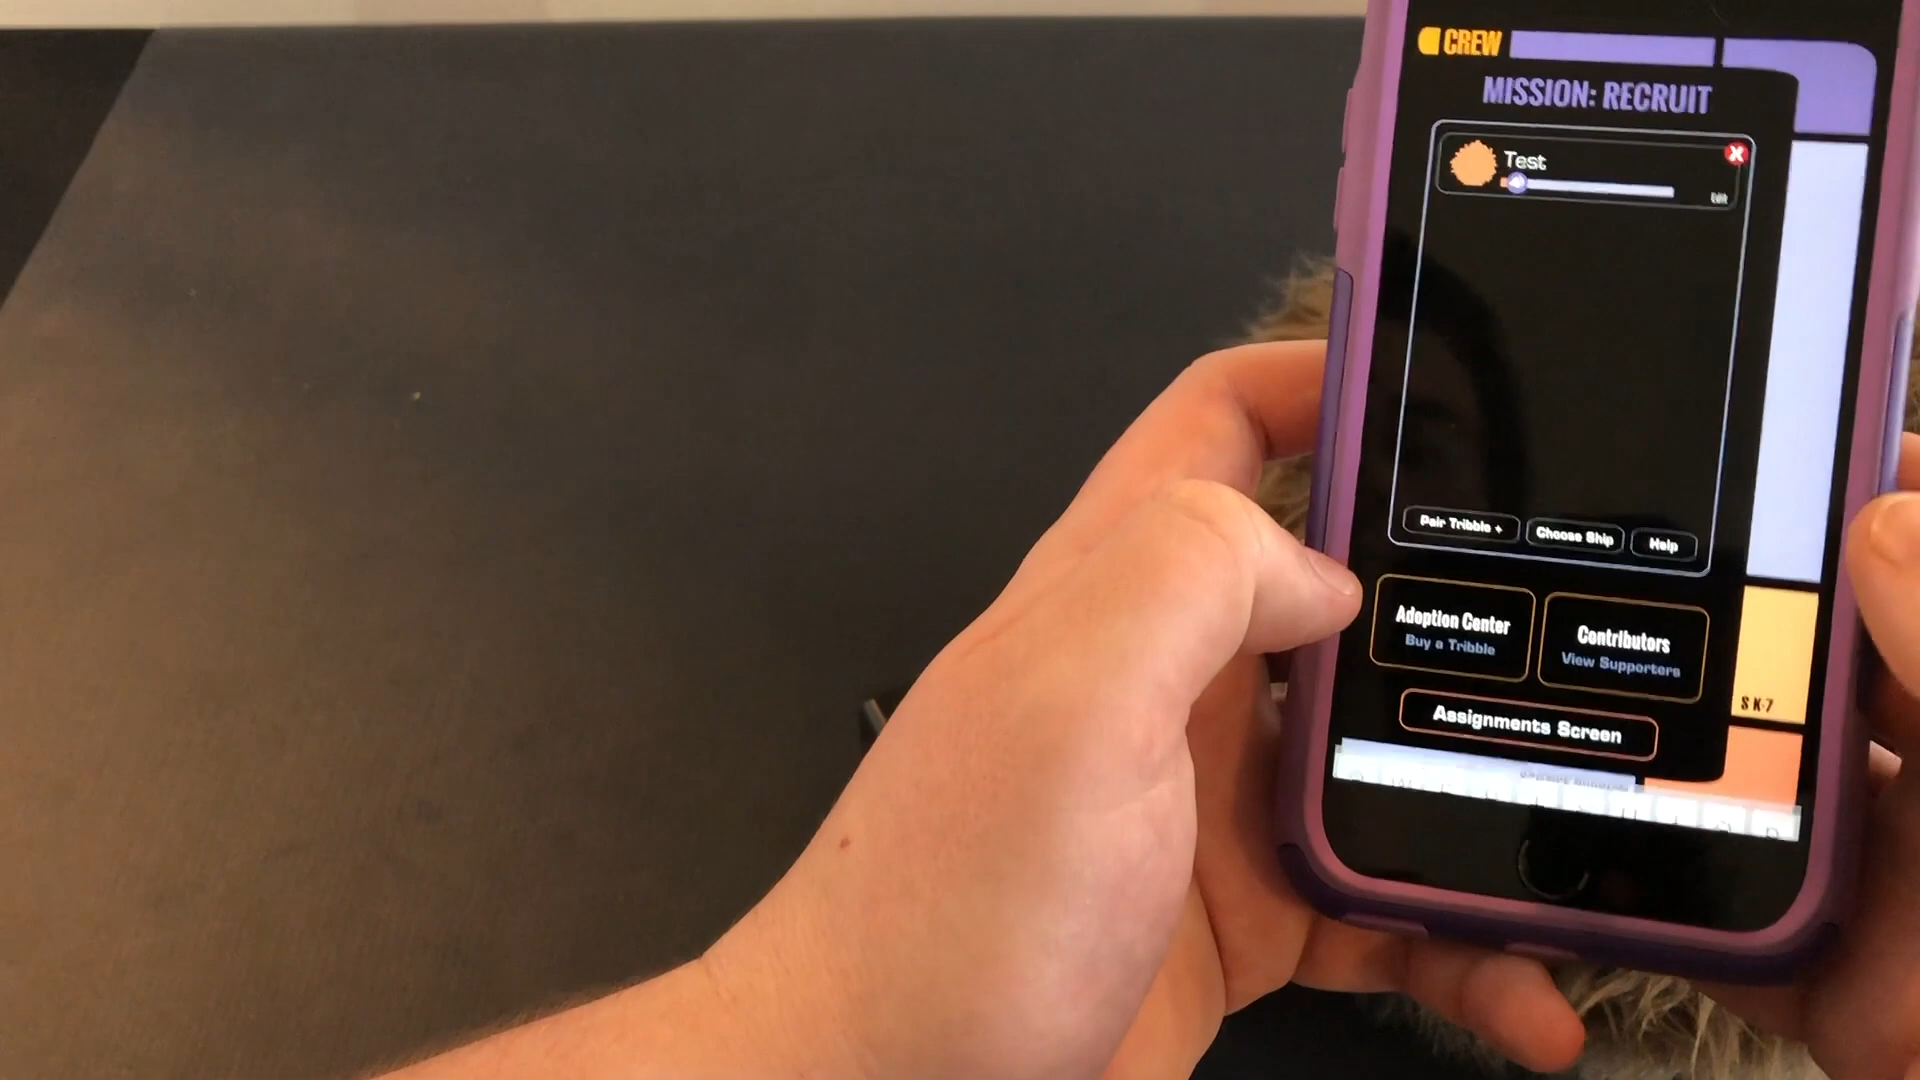 CREW
MISSION: RECRUIT
Test
Edit
Pair Tribble +
Choose Ship
Help
Adoption Center
Buy a Tribble
Contributors
View Supporters
S K-7
Assignments Screen